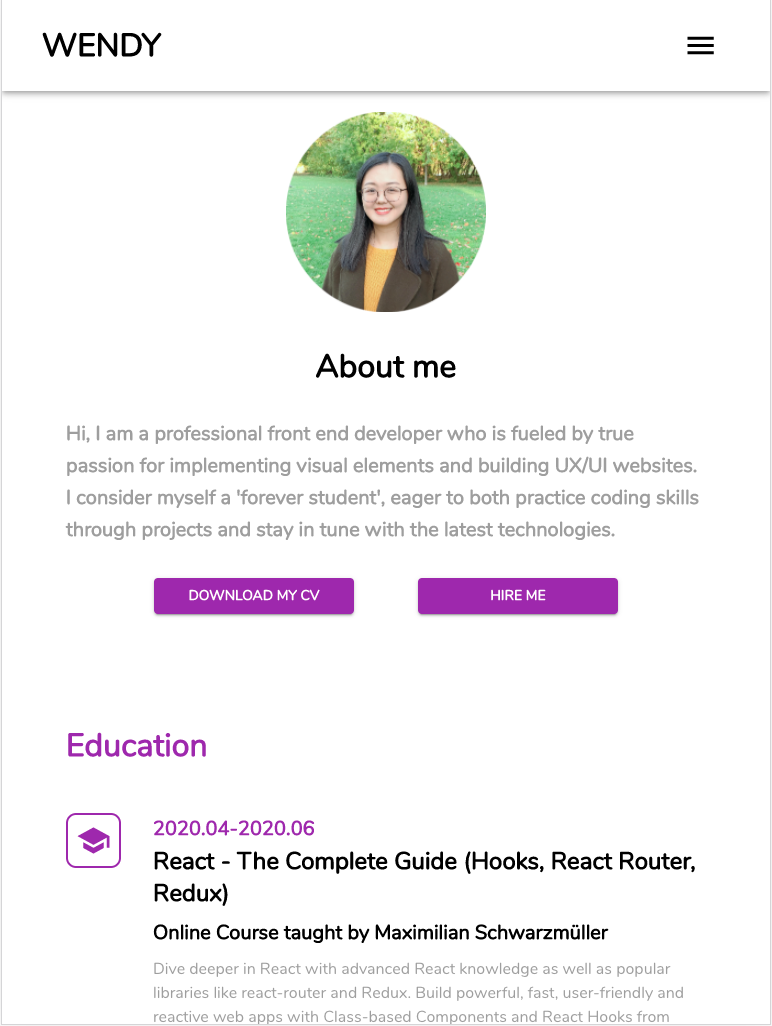 WENDY
About me
Hi, I am a professional front end developer who is fueled by true
passion for implementing visual elements and building UX/UI websites.
I consider myself a 'forever student', eager to both practice coding skills
through projects and stay in tune with the latest technologies.
DOWNLOAD MY CV
HIRE ME
Education
2020.04-2020.06
React - The Complete Guide (Hooks, React Router,
Redux)
Online Course taught by Maximilian Schwarzmüller
Dive deeper in React with advanced React knowledge as well as popular
libraries like react-router and Redux. Build powerful, fast, user-friendly and
reactive web apps with Class-based Components and React Hooks from